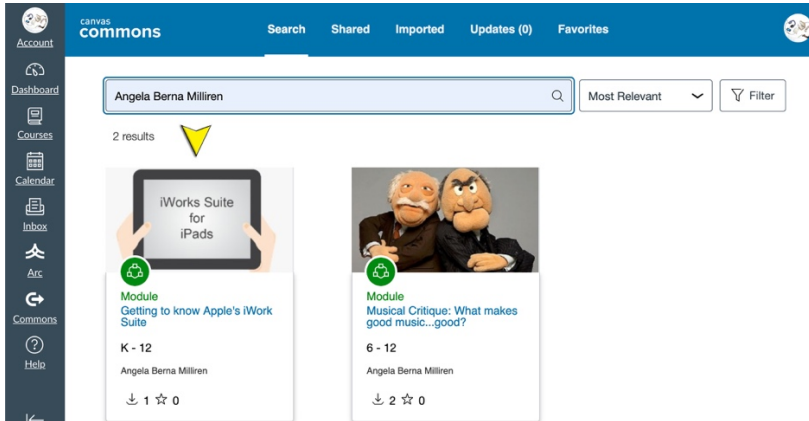 Account
Dashboard
Courses
Calendar
Inbox
Arc
Commons
Help
canvas
commons
Search Shared Imported Updates (0) Favorites
Angela Berna Milliren
Most Relevant
Filter
2 results
iWorks Suite
for
iPads
Module
Getting to know Apple's iWork
Suite
K - 12
Angela Berna Milliren
1 0
Module
Musical Critique: What makes
good music...good?
6 - 12
Angela Berna Milliren
2 0